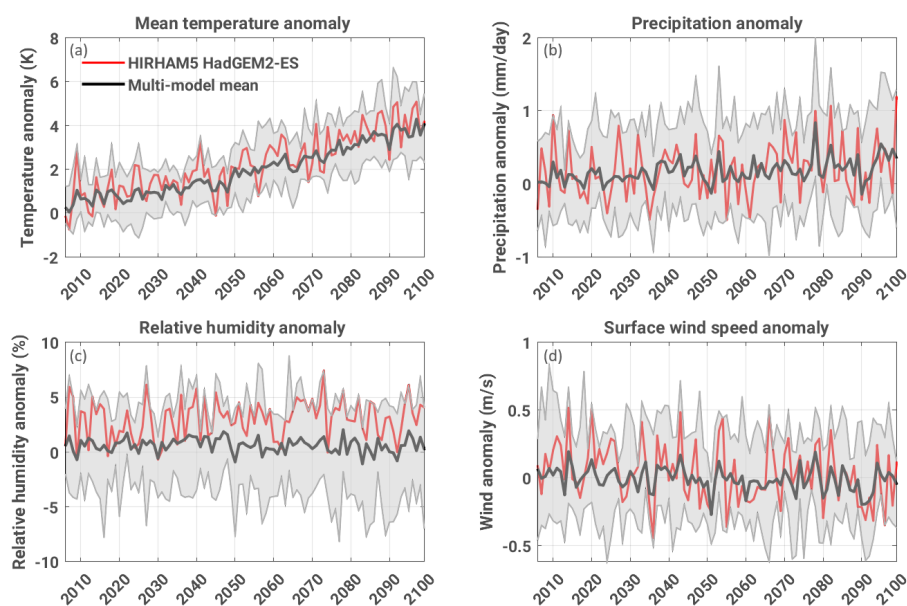 Mean temperature anomaly
(a)
HIRHAM5 HadGEM2-ES
Multi-model mean
Temperature anomaly (K)
8
6
4
2
0
-2
2010 2020 2030 2040 2050 2060 2070 2080 2090 2100
Precipitation anomaly
(b)
Precipitation anomaly (mm/day)
2
1
0
-1
2010 2020 2030 2040 2050 2060 2070 2080 2090 2100
Relative humidity anomaly
(c)
Relative humidity anomaly (%)
10
5
0
-5
-10
2010 2020 2030 2040 2050 2060 2070 2080 2090 2100
Surface wind speed anomaly
(d)
Wind anomaly (m/s)
1
0.5
0
-0.5
2010 2020 2030 2040 2050 2060 2070 2080 2090 2100